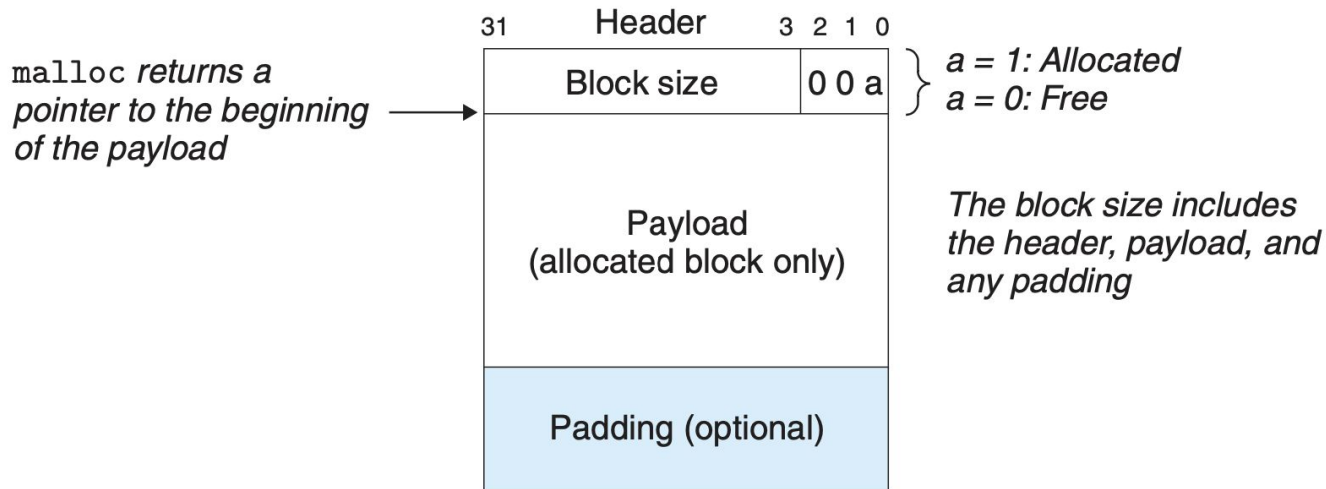 31 Header 3 2 1 0
malloc returns a
pointer to the beginning
of the payload
Block size
0 0 a
a = 1: Allocated
a = 0: Free
Payload
(allocated block only)
The block size includes
the header, payload, and
any padding
Padding (optional)